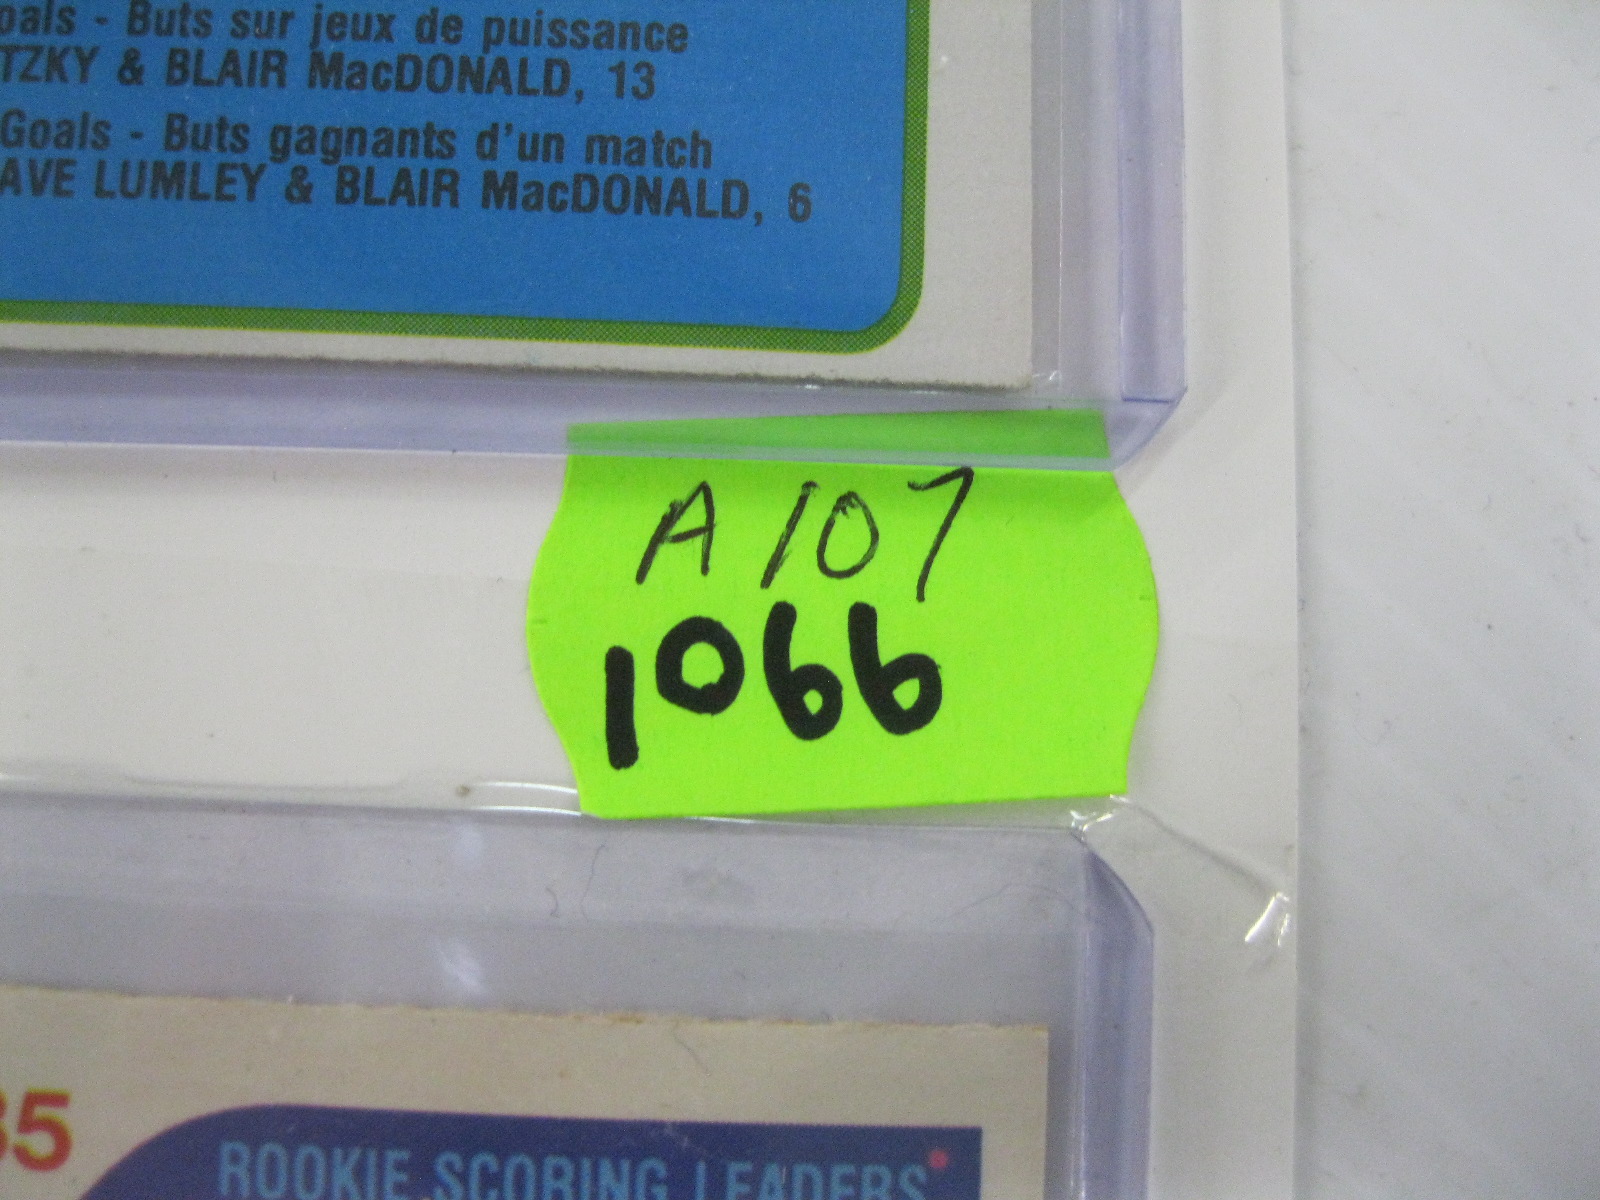 oals - Buts sur jeux de puissance
TZKY & BLAIR MacDONALD, 13
Goals - Buts gagnants d'un match
AVE LUMLEY & BLAIR MacDONALD, 6
A107
1066
35
ROOKIE SCORING LEADERS